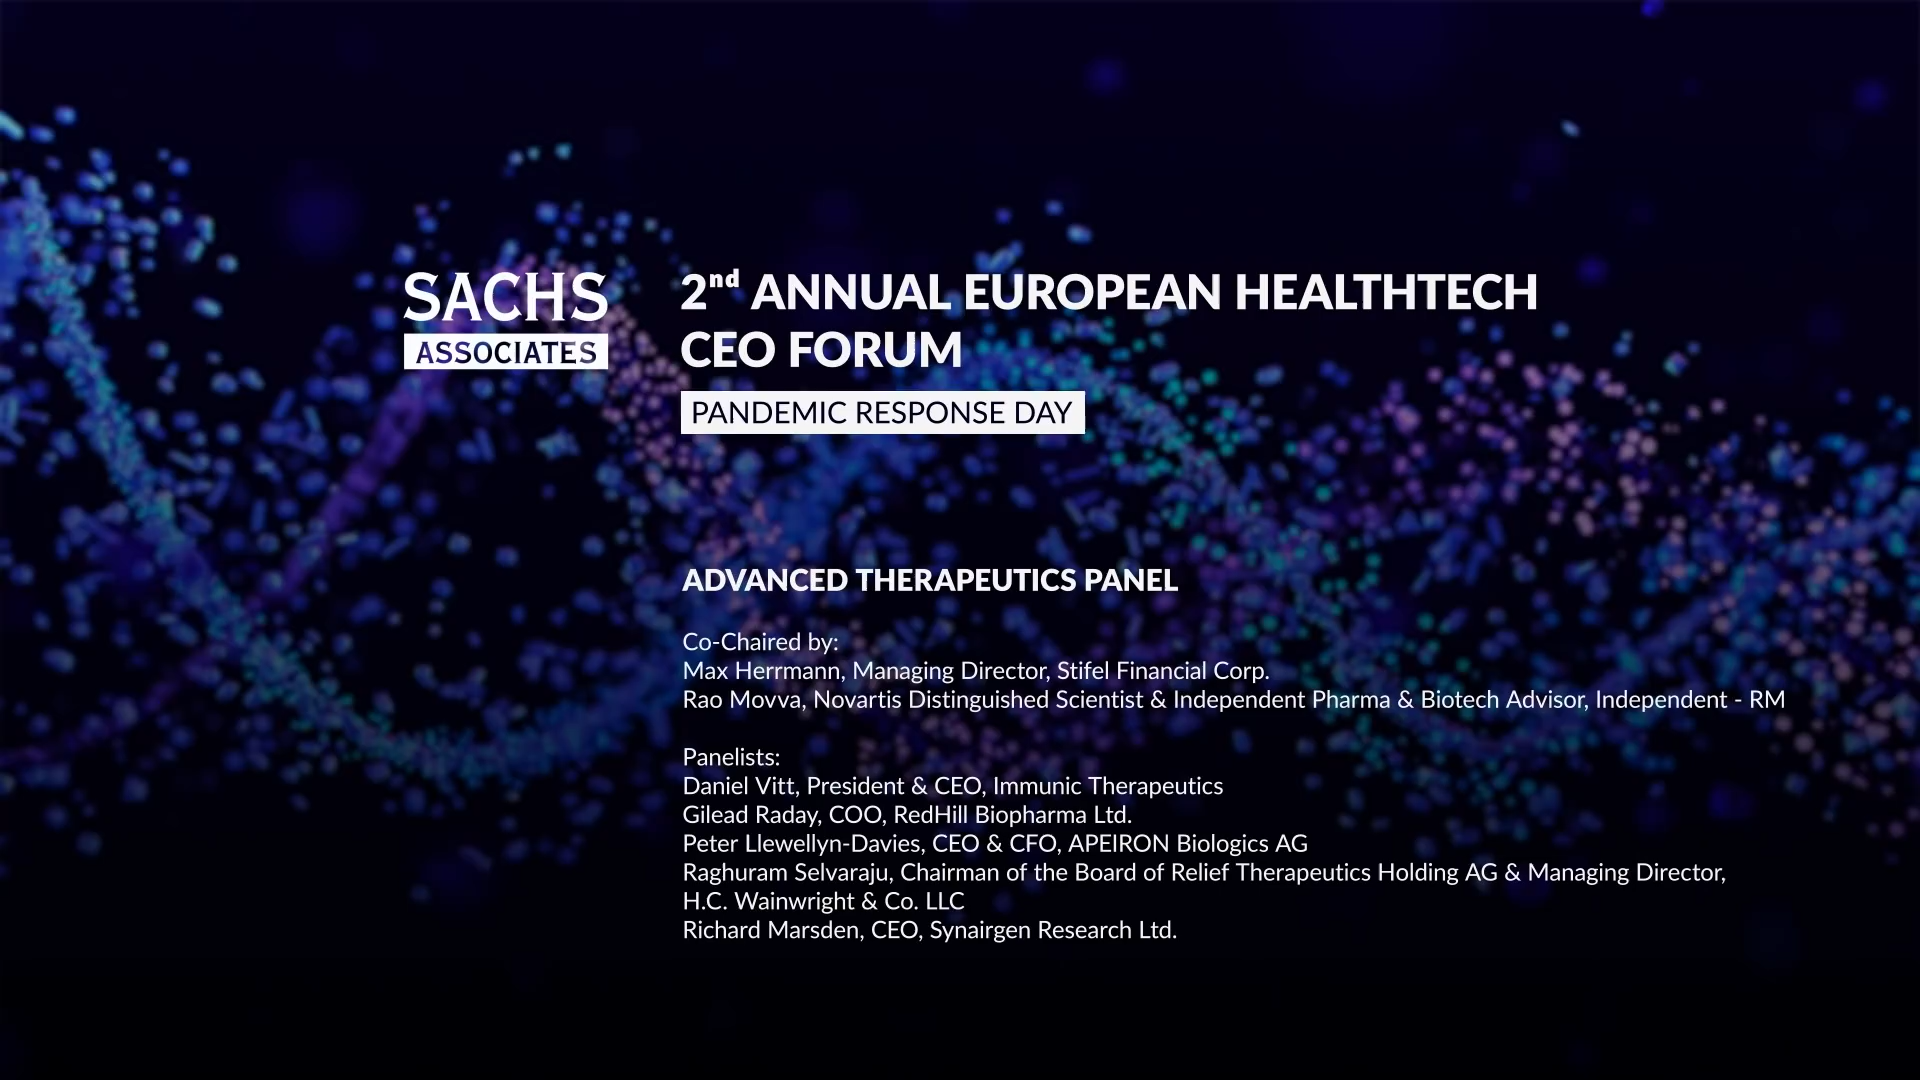 SACHS
ASSOCIATES
2nd ANNUAL EUROPEAN HEALTHTECH
CEO FORUM
PANDEMIC RESPONSE DAY
ADVANCED THERAPEUTICS PANEL
Co-Chaired by:
Max Herrmann, Managing Director, Stifel Financial Corp.
Rao Movva, Novartis Distinguished Scientist & Independent Pharma & Biotech Advisor, Independent - RM
Panelists:
Daniel Vitt, President & CEO, Immunic Therapeutics
Gilead Raday, COO, RedHill Biopharma Ltd.
Peter Llewellyn-Davies, CEO & CFO, APEIRON Biologics AG
Raghuram Selvaraju, Chairman of the Board of Relief Therapeutics Holding AG & Managing Director,
H.C. Wainwright & Co. LLC
Richard Marsden, CEO, Synairgen Research Ltd.